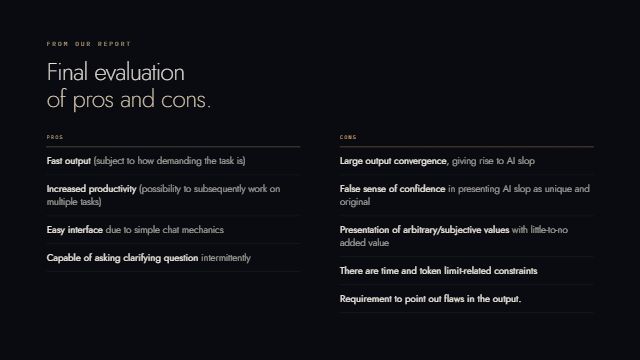 FROM OUR REPORT
Final evaluation
of pros and cons.
PROS
Fast output (subject to how demanding the task is)
Increased productivity (possibility to subsequently work on
multiple tasks)
Easy interface due to simple chat mechanics
Capable of asking clarifying question intermittently
CONS
Large output convergence, giving rise to AI slop
False sense of confidence in presenting AI slop as unique and
original
Presentation of arbitrary/subjective values with little-to-no
added value
There are time and token limit-related constraints
Requirement to point out flaws in the output.